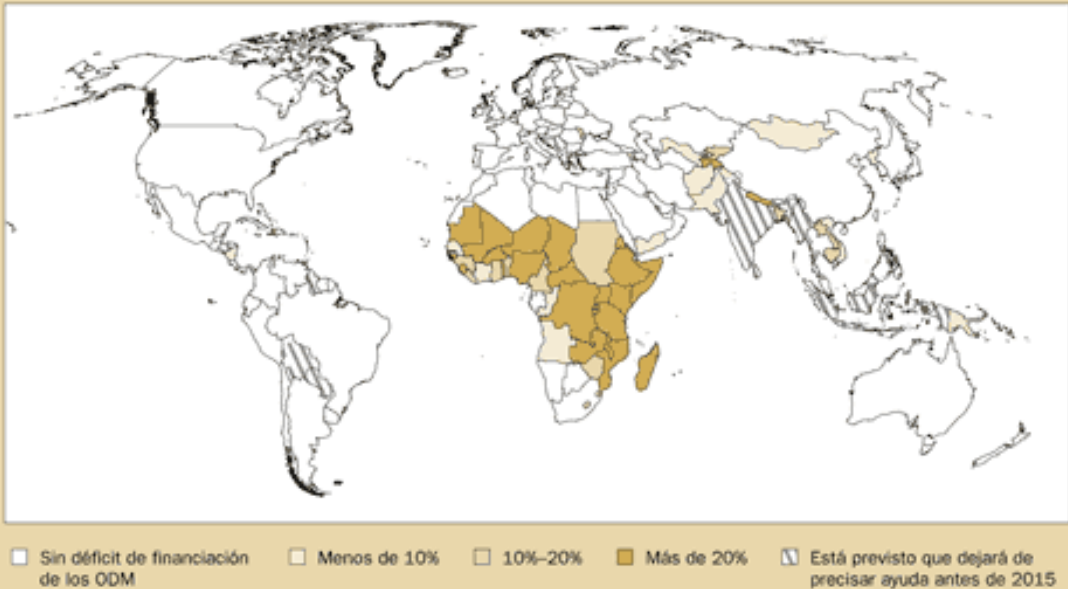 Sin déficit de financiación
de los ODM
Menos de 10%
10%–20%
Más de 20%
Está previsto que dejará de
precisar ayuda antes de 2015